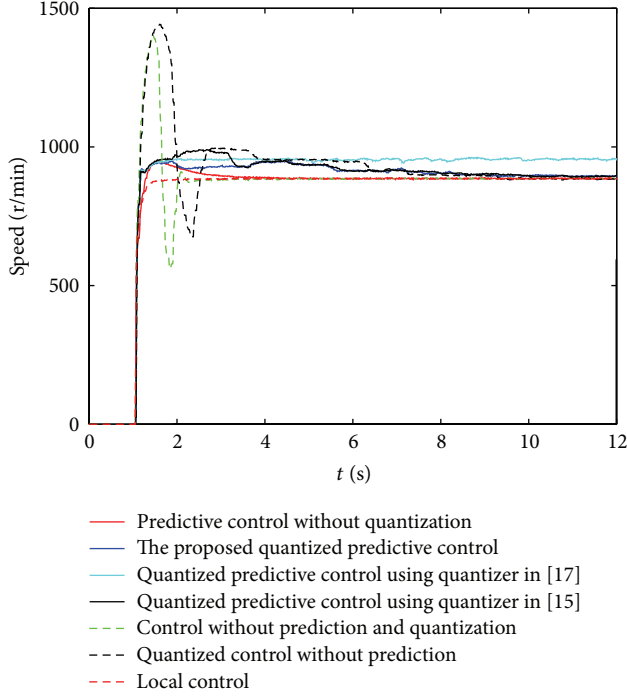 1500
1000
500
0
Speed (r/min)
0 2 4 6 8 10 12
t (s)
Predictive control without quantization
The proposed quantized predictive control
Quantized predictive control using quantizer in [17]
Quantized predictive control using quantizer in [15]
Control without prediction and quantization
Quantized control without prediction
Local control